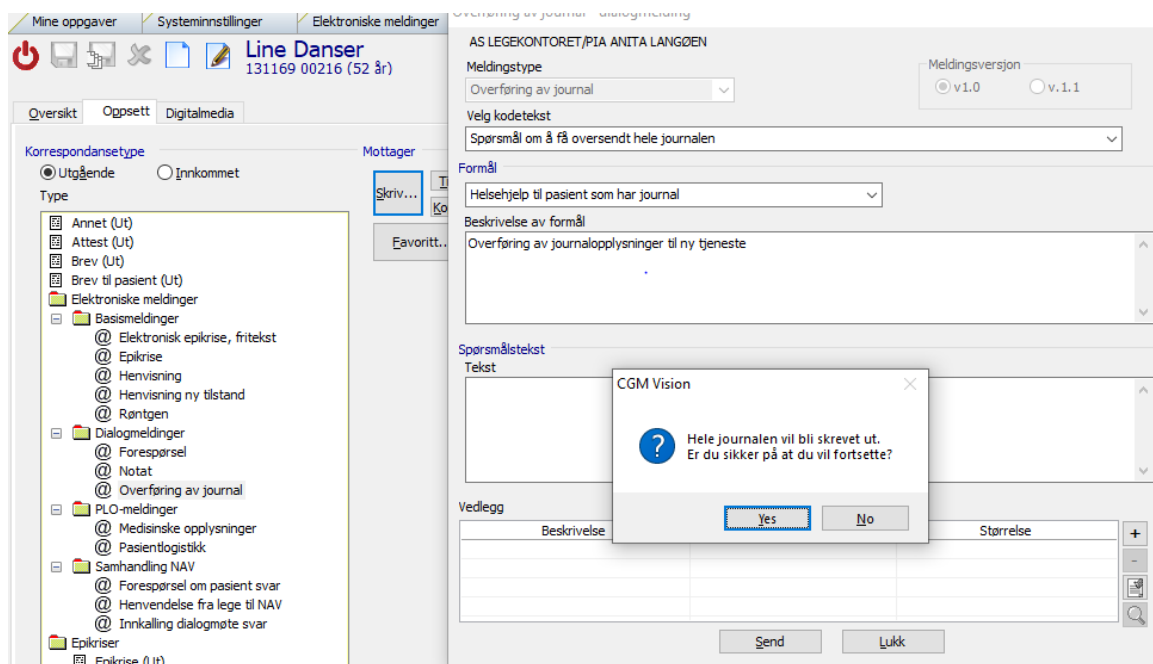 Mine oppgaver
Systeminnstillinger
Elektroniske meldinger
Overføring av journal - dialogmelding
Line Danser
131169 00216 (52 år)
Oversikt
Oppsett
Digitalmedia
Korrespondansetype
Utgående
Innkommet
Type
Annet (Ut)
Attest (Ut)
Brev (Ut)
Brev til pasient (Ut)
Elektroniske meldinger
Basismeldinger
@ Elektronisk epikrise, fritekst
@ Epikrise
@ Henvisning
@ Henvisning ny tilstand
@ Røntgen
Dialogmeldinger
@ Forespørsel
@ Notat
@ Overføring av journal
PLO-meldinger
@ Medisinske opplysninger
@ Pasientlogistikk
Samhandling NAV
@ Forespørsel om pasient svar
@ Henvendelse fra lege til NAV
@ Innkalling dialogmøte svar
Epikriser
Epikrise (Ut)
Mottager
Skriv...
Ko
Favoritt..
AS LEGEKONTORET/PIA ANITA LANGØEN
Meldingstype
Overføring av journal
Meldingsversjon
v1.0
v.1.1
Velg kodetekst
Spørsmål om å få oversendt hele journalen
Formål
Helsehjelp til pasient som har journal
Beskrivelse av formål
Overføring av journalopplysninger til ny tjeneste
Spørsmålstekst
Tekst
CGM Vision
Hele journalen vil bli skrevet ut.
Er du sikker på at du vil fortsette?
Yes
No
Vedlegg
Beskrivelse
Størrelse
+
-
Send
Lukk